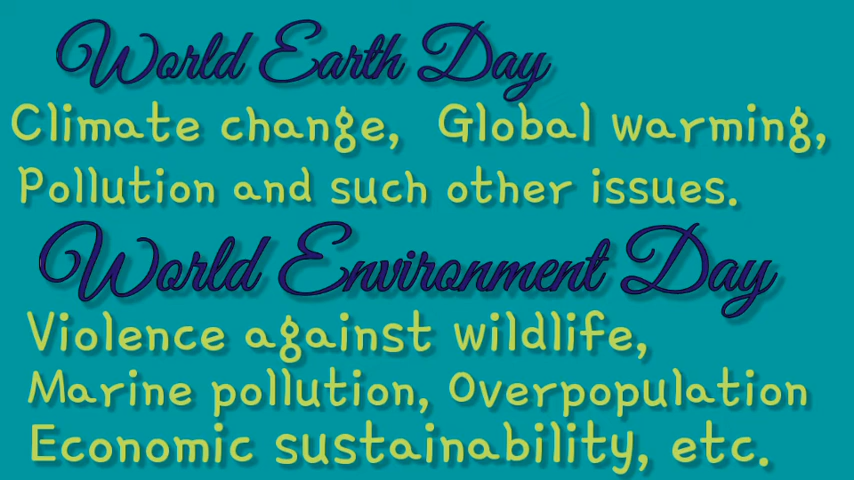 World Earth Day
Climate change, Global warming,
Pollution and such other issues.
World Environment Day
Violence against wildlife,
Marine pollution, Overpopulation
Economic sustainability, etc.